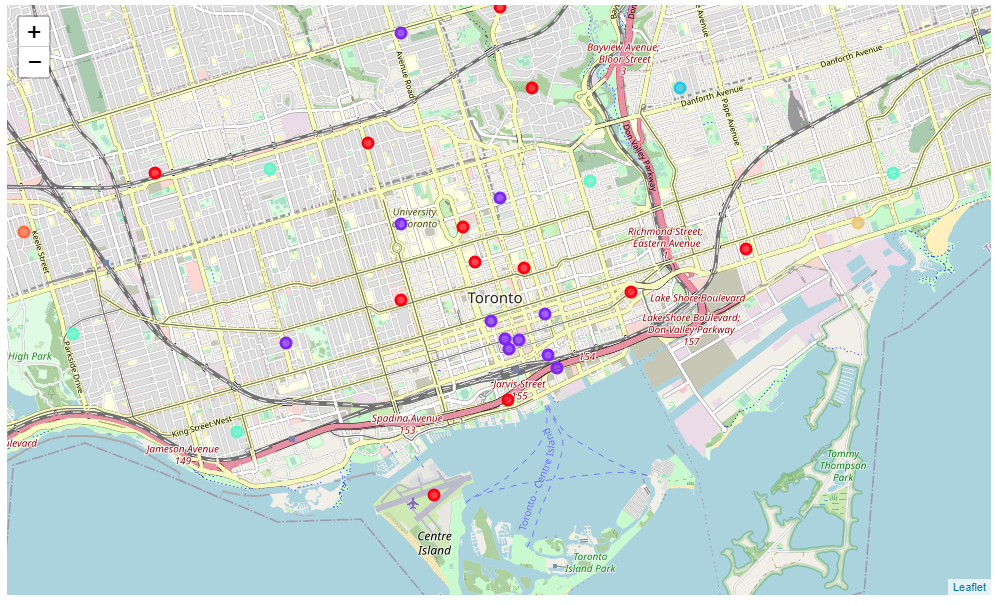 +
−
Bayview Avenue;
Bloor Street
3
Avenue Road
Danforth Avenue
Danforth Avenue
Pape Avenue
Don Valley Parkway
University
Toronto
Keele Street
Richmond Street;
Eastern Avenue
Toronto
Lake Shore Boulevard
Lake Shore Boulevard;
Don Valley Parkway
157
High Park
Parkside Drive
154
Jarvis Street
155
Spadina Avenue
153
King Street West
ulevard
Jameson Avenue
149
Toronto - Centre Island
Tommy
Thompson
Park
Centre
Island
Toronto
Island Park
Leaflet